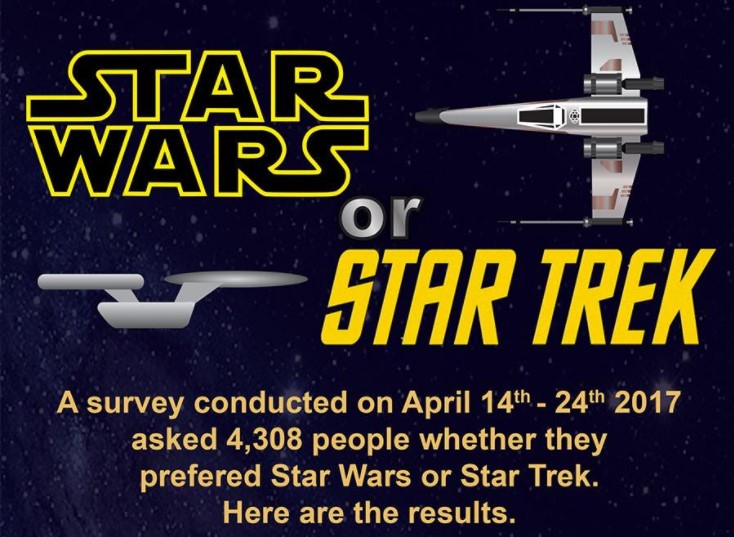 STAR
WARS
or
STAR TREK
A survey conducted on April 14th - 24th 2017
asked 4,308 people whether they
prefered Star Wars or Star Trek.
Here are the results.